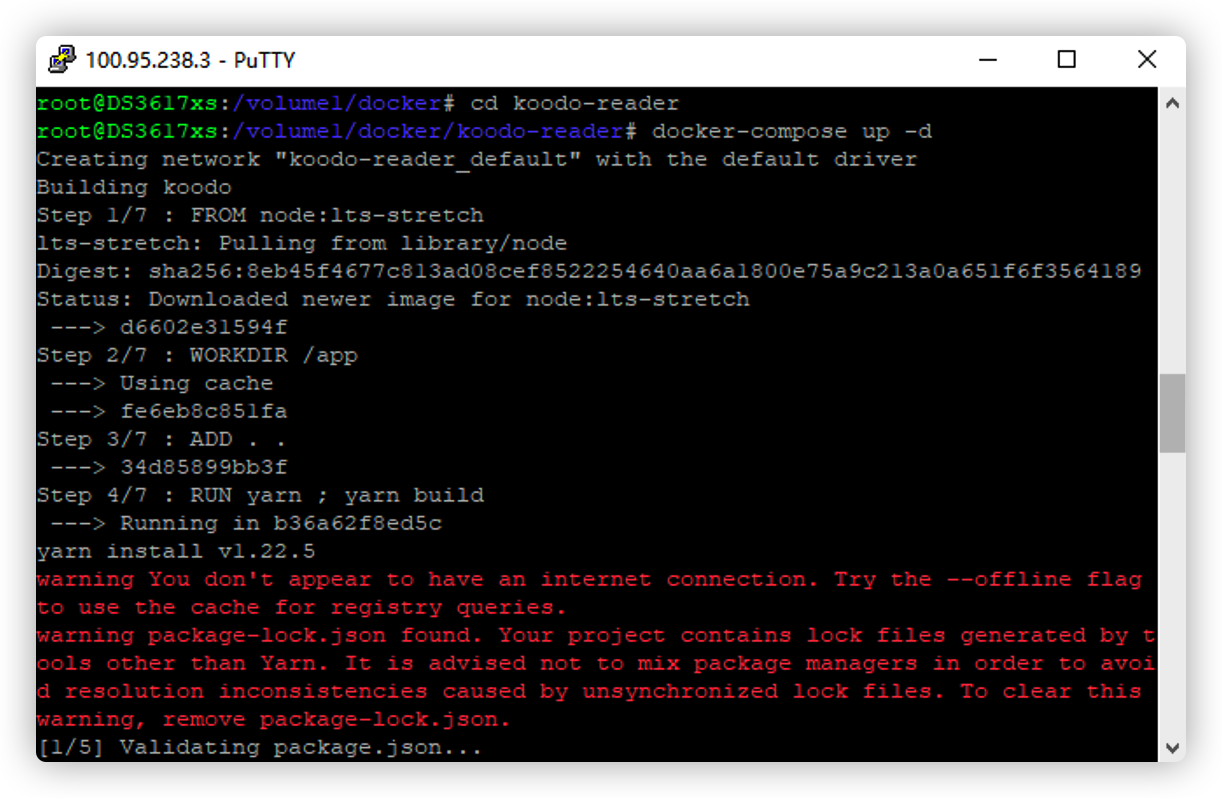 100.95.238.3 - PuTTY
root@DS3617xs:/volume1/docker# cd koodo-reader
root@DS3617xs:/volume1/docker/koodo-reader# docker-compose up -d
Creating network "koodo-reader_default" with the default driver
Building koodo
Step 1/7 : FROM node:lts-stretch
lts-stretch: Pulling from library/node
Digest: sha256:8eb45f4677c813ad08cef8522254640aa6a1800e75a9c213a0a651f6f3564189
Status: Downloaded newer image for node:lts-stretch
 ---> d6602e31594f
Step 2/7 : WORKDIR /app
 ---> Using cache
 ---> fe6eb8c851fa
Step 3/7 : ADD . .
 ---> 34d85899bb3f
Step 4/7 : RUN yarn ; yarn build
 ---> Running in b36a62f8ed5c
yarn install v1.22.5
warning You don't appear to have an internet connection. Try the --offline flag
to use the cache for registry queries.
warning package-lock.json found. Your project contains lock files generated by t
ools other than Yarn. It is advised not to mix package managers in order to avoi
d resolution inconsistencies caused by unsynchronized lock files. To clear this
warning, remove package-lock.json.
[1/5] Validating package.json...